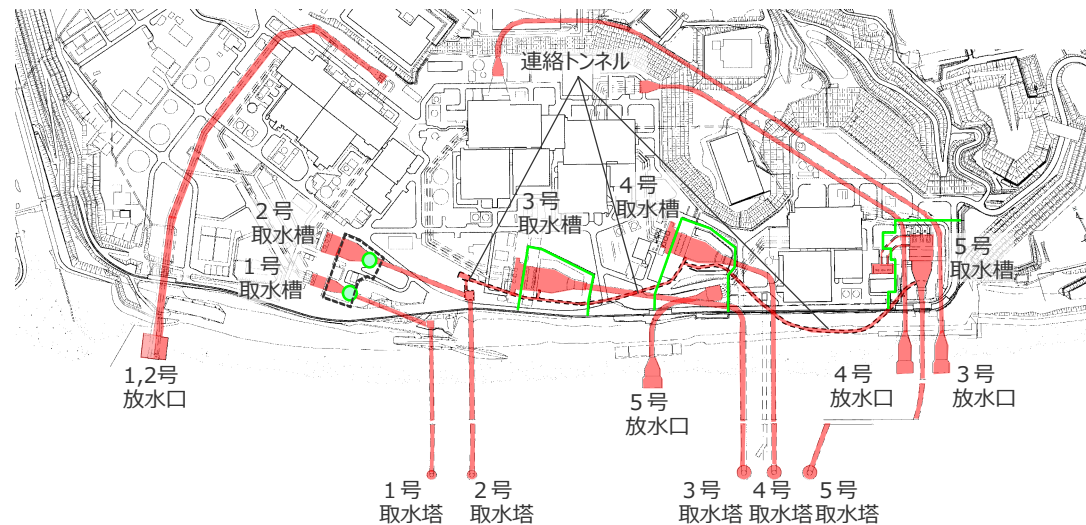 連絡トンネル
２号
取水槽
１号
取水槽
３号
取水槽
４号
取水槽
５号
取水槽
1,2号
放水口
５号
放水口
４号
放水口
３号
放水口
１号
取水塔
２号
取水塔
３号
取水塔
４号
取水塔
５号
取水塔